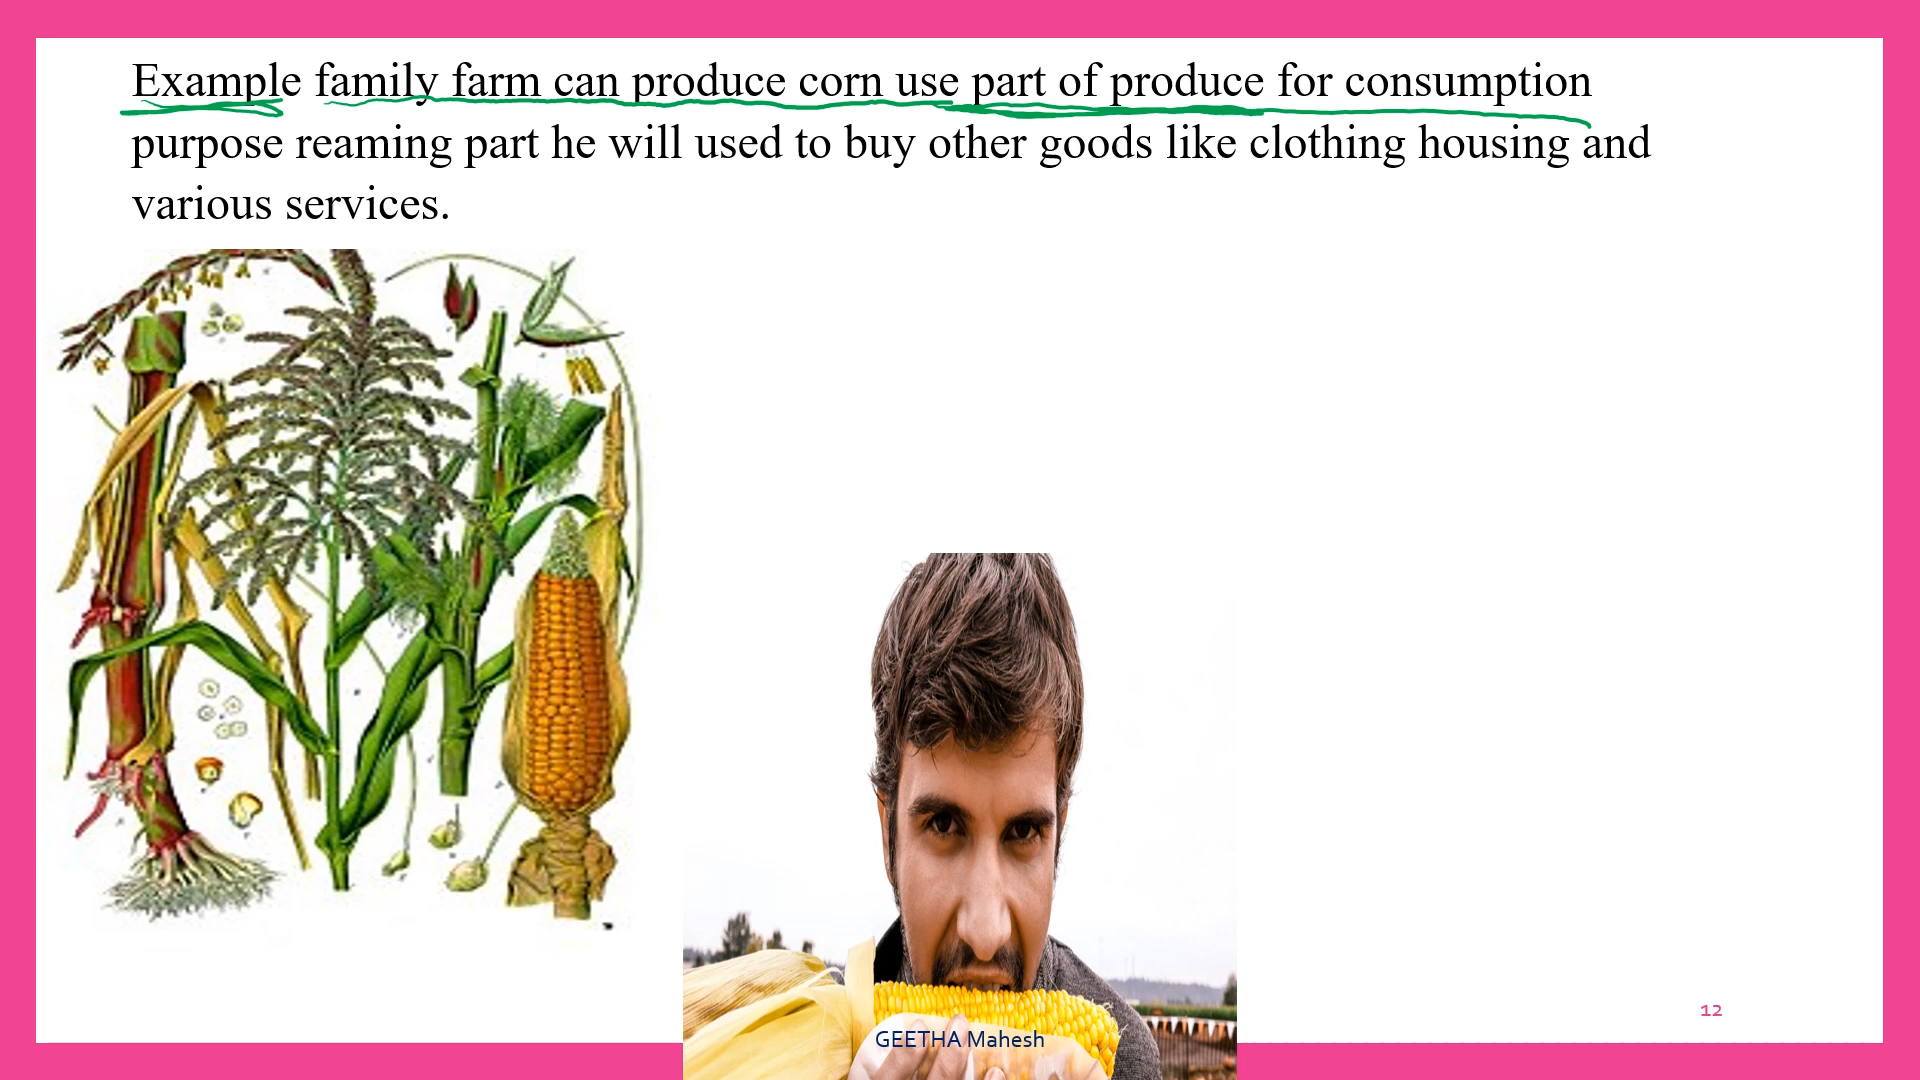 Example family farm can produce corn use part of produce for consumption
purpose reaming part he will used to buy other goods like clothing housing and
various services.
GEETHA Mahesh
12